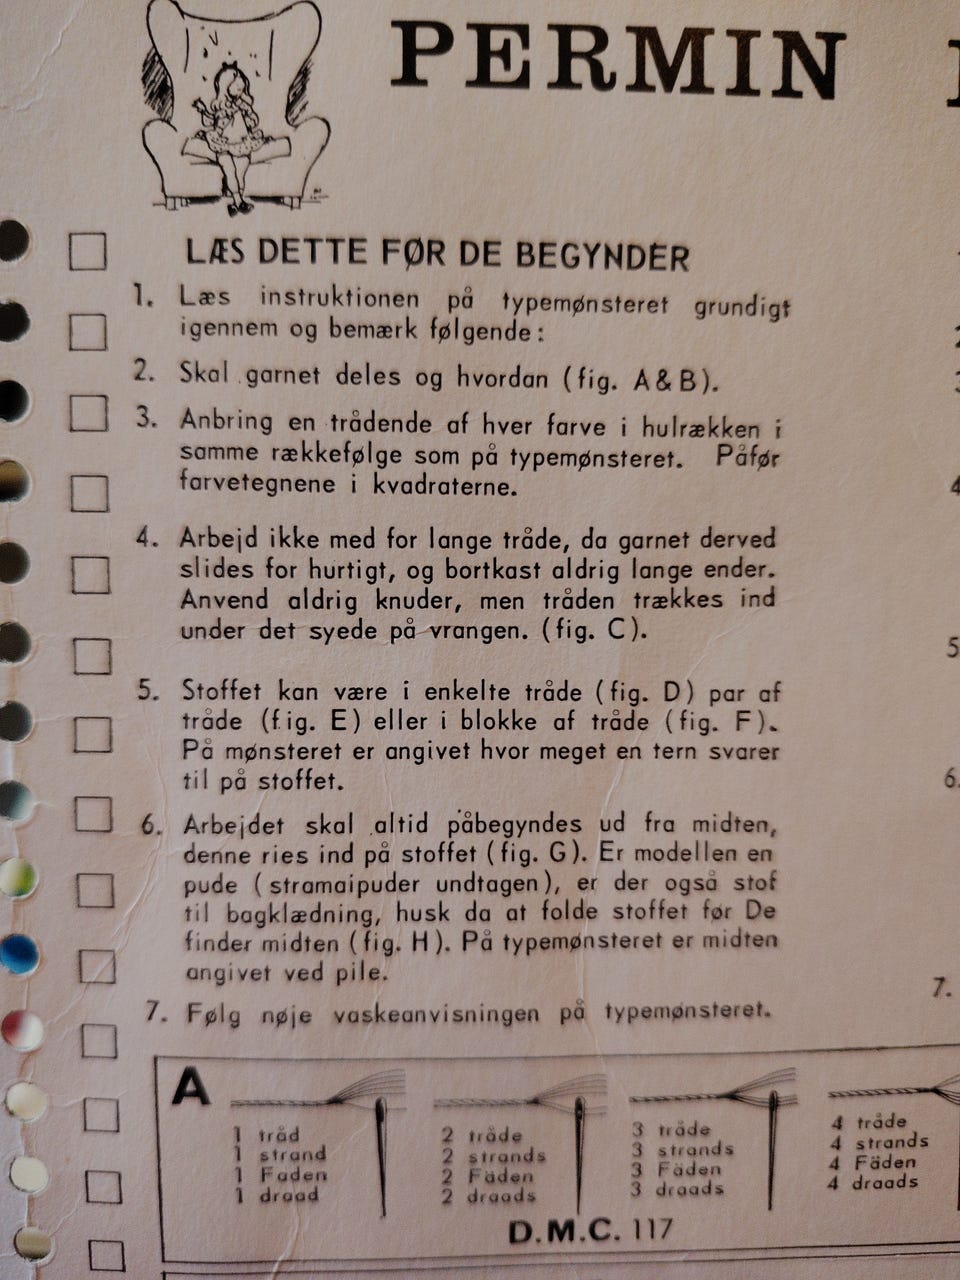 PERMIN
LÆS DETTE FØR DE BEGYNDER
1. Læs instruktionen på typemønsteret grundigt
igennem og bemærk følgende:
2. Skal garnet deles og hvordan (fig. A & B).
3. Anbring en trådende af hver farve i hulrækken i
samme rækkefølge som på typemønsteret. Påfør
farvetegnene i kvadraterne.
4. Arbejd ikke med for lange tråde, da garnet derved
slides for hurtigt, og bortkast aldrig lange ender.
Anvend aldrig knuder, men tråden trækkes ind
under det syede på vrangen. (fig. C).
5. Stoffet kan være i enkelte tråde (fig. D) par af
tråde (fig. E) eller i blokke af tråde (fig. F).
På mønsteret er angivet hvor meget en tern svarer
til på stoffet.
6. Arbejdet skal altid påbegyndes ud fra midten,
denne ries ind på stoffet (fig. G). Er modellen en
pude (stramaipuder undtagen), er der også stof
til bagklædning, husk da at folde stoffet før De
finder midten (fig. H). På typemønsteret er midten
angivet ved pile.
7. Følg nøje vaskeanvisningen på typemønsteret.
5
6.
7.
A
1 tråd
1 strand
1 Faden
1 draad
2 tråde
2 strands
2 Fäden
2 draads
3 tråde
3 strands
3 Fäden
3 draads
4 tråde
4 strands
4 Fäden
4 draads
D.M.C. 117